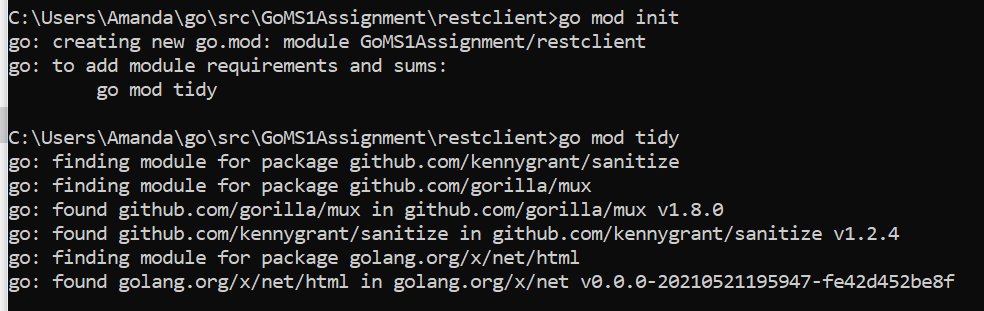 C:\Users\Amanda\go\src\GoMS1Assignment\restclient>go mod init
go: creating new go.mod: module GoMS1Assignment/restclient
go: to add module requirements and sums:
        go mod tidy

C:\Users\Amanda\go\src\GoMS1Assignment\restclient>go mod tidy
go: finding module for package github.com/kennygrant/sanitize
go: finding module for package github.com/gorilla/mux
go: found github.com/gorilla/mux in github.com/gorilla/mux v1.8.0
go: found github.com/kennygrant/sanitize in github.com/kennygrant/sanitize v1.2.4
go: finding module for package golang.org/x/net/html
go: found golang.org/x/net/html in golang.org/x/net v0.0.0-20210521195947-fe42d452be8f